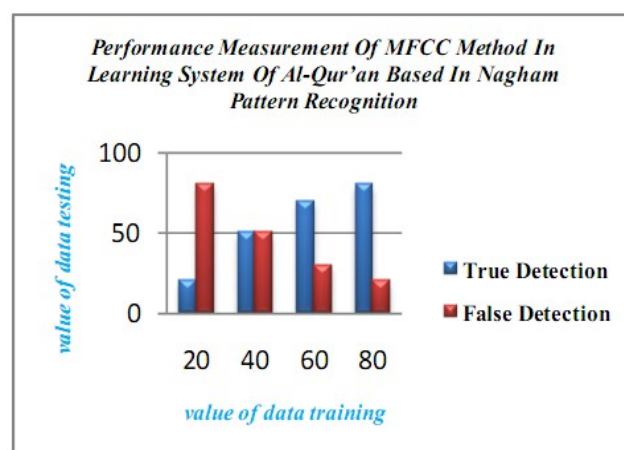 Performance Measurement Of MFCC Method In
Learning System Of Al-Qur’an Based In Nagham
Pattern Recognition
value of data testing
100
50
0
20 40 60 80
value of data training
True Detection
False Detection